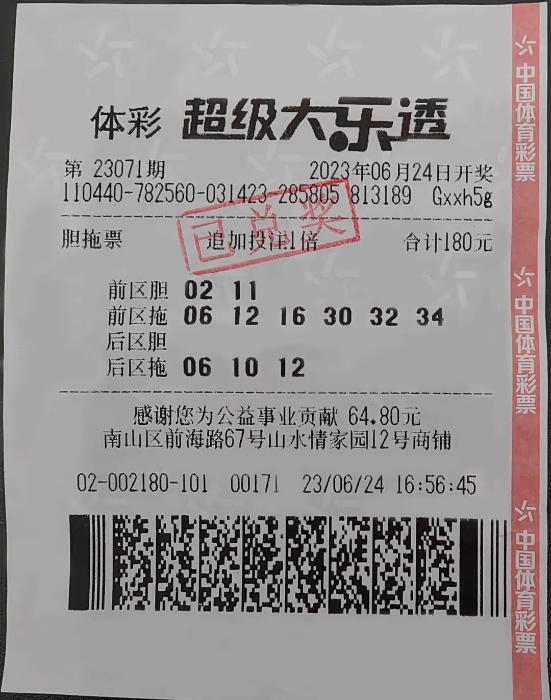 体彩 超级大乐透
第 23071期 2023年06月24日开奖
110440-782560-031423-285805 813189 Gxxh5g
已兑奖
胆拖票 追加投注1倍 合计180元
前区胆 02 11
前区拖 06 12 16 30 32 34
后区胆
后区拖 06 10 12
感谢您为公益事业贡献 64.80元
南山区前海路67号山水情家园12号商铺
02-002180-101 00171 23/06/24 16:56:45
中国体育彩票
中国体育彩票
中国体育彩票